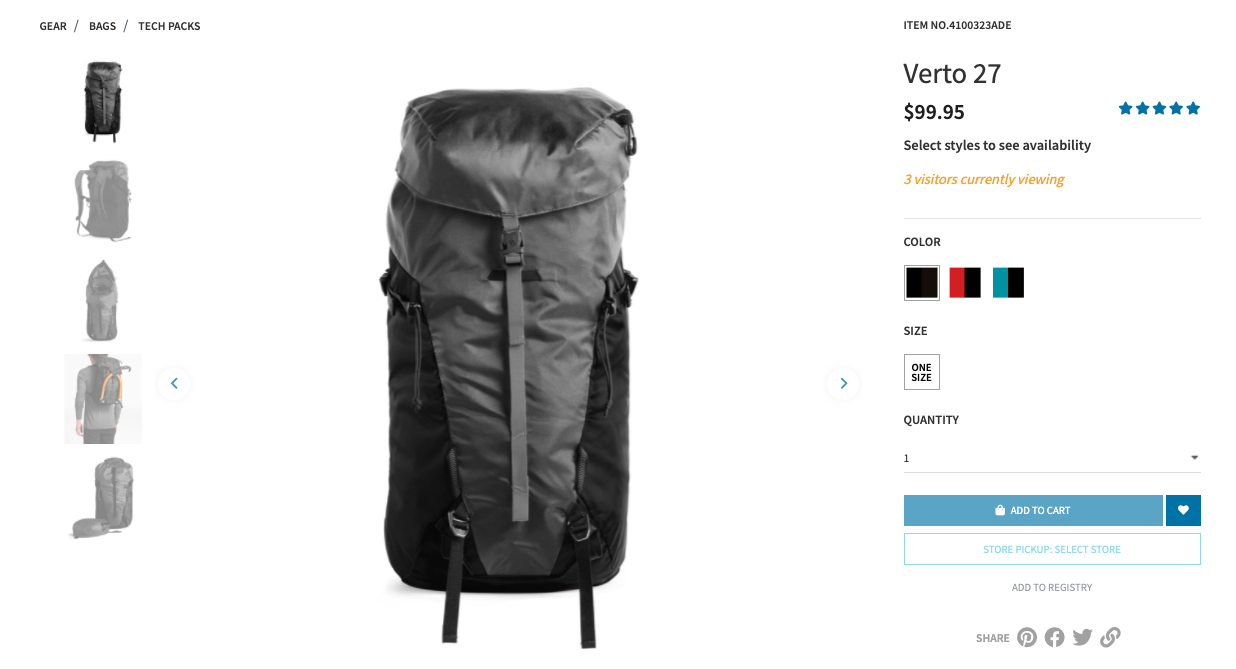 GEAR / BAGS / TECH PACKS
ITEM NO.4100323ADE
Verto 27
$99.95
Select styles to see availability
3 visitors currently viewing
COLOR
SIZE
ONE
SIZE
QUANTITY
1
ADD TO CART
STORE PICKUP: SELECT STORE
ADD TO REGISTRY
SHARE